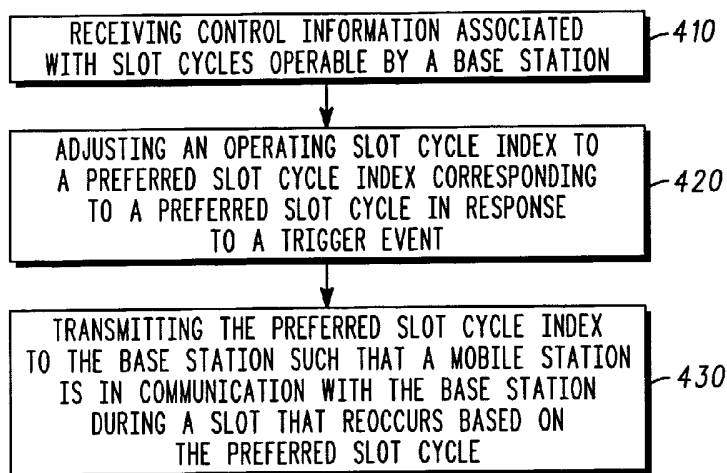 RECEIVING CONTROL INFORMATION ASSOCIATED
WITH SLOT CYCLES OPERABLE BY A BASE STATION
410
ADJUSTING AN OPERATING SLOT CYCLE INDEX TO
A PREFERRED SLOT CYCLE INDEX CORRESPONDING
TO A PREFERRED SLOT CYCLE IN RESPONSE
TO A TRIGGER EVENT
420
TRANSMITTING THE PREFERRED SLOT CYCLE INDEX
TO THE BASE STATION SUCH THAT A MOBILE STATION
IS IN COMMUNICATION WITH THE BASE STATION
DURING A SLOT THAT REOCCURS BASED ON
THE PREFERRED SLOT CYCLE.
430